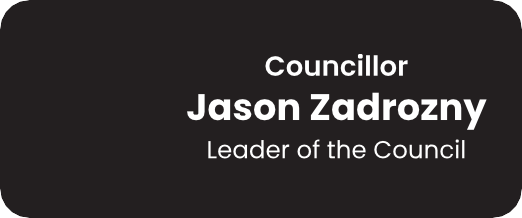 Councillor
Jason Zadrozny
Leader of the Council